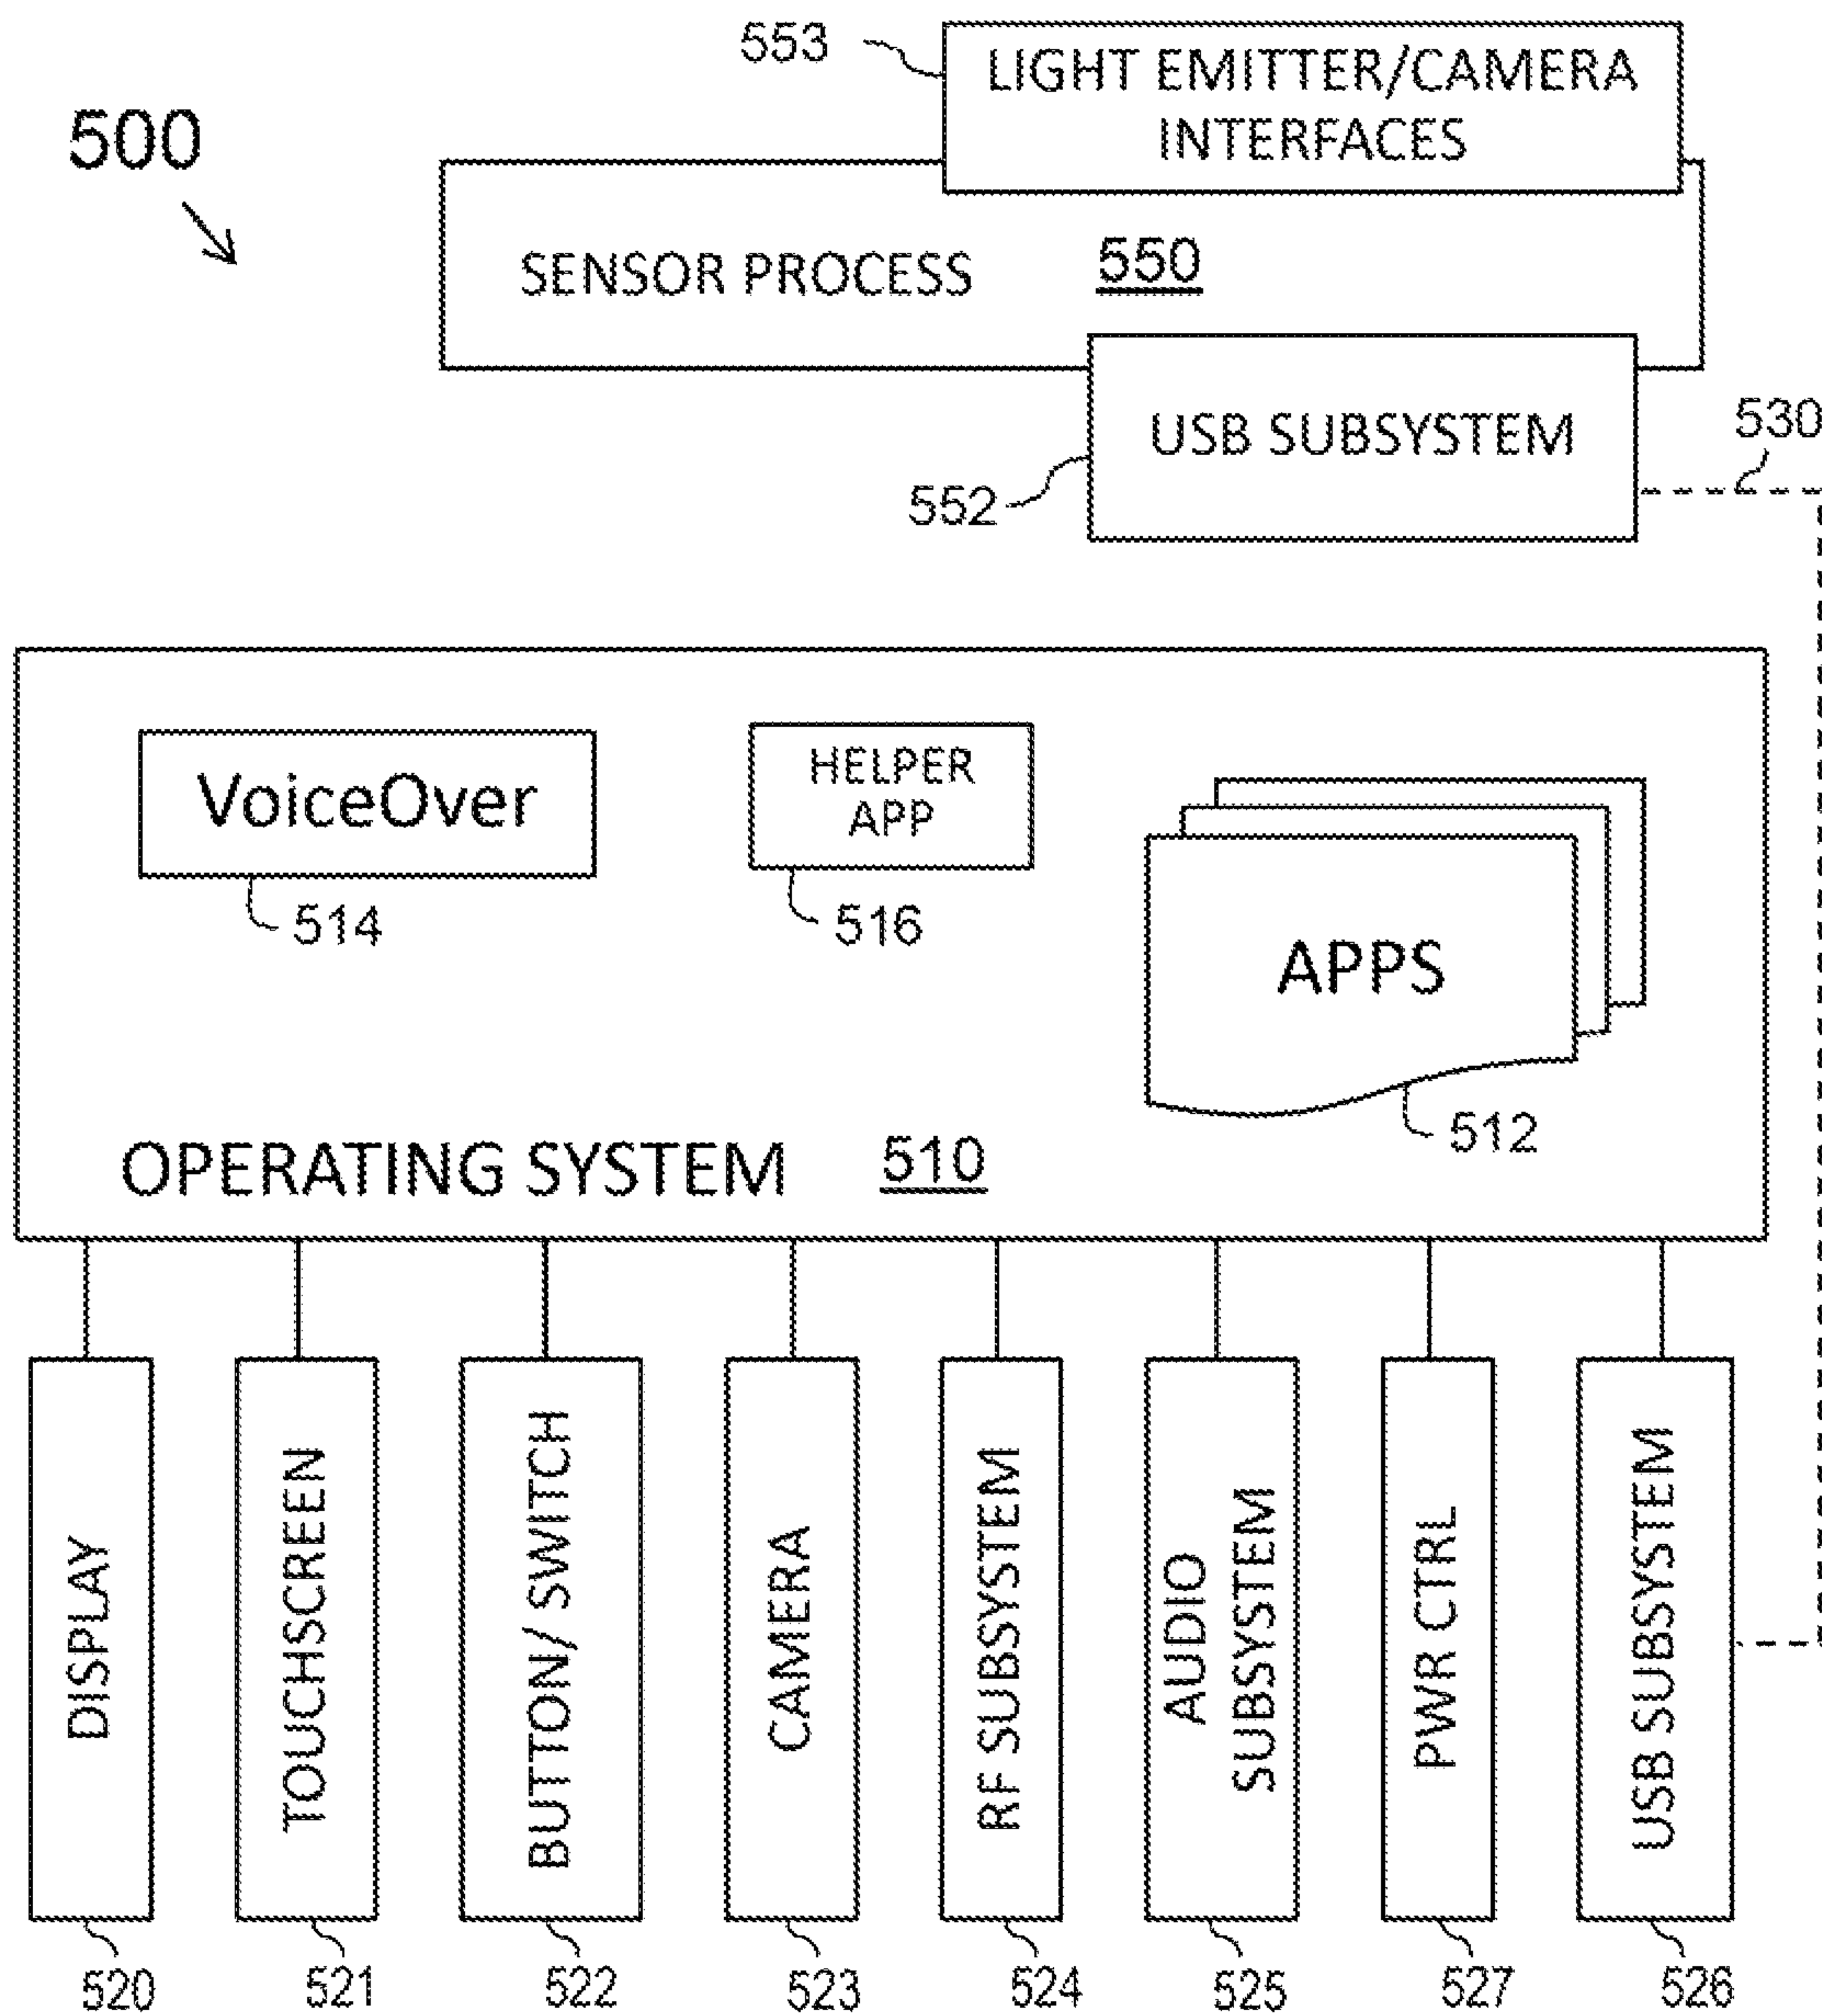 553
LIGHT EMITTER/CAMERA
INTERFACES
500
SENSOR PROCESS 550
USB SUBSYSTEM
530
552
VoiceOver
514
HELPER
APP
516
APPS
512
OPERATING SYSTEM 510
DISPLAY
TOUCHSCREEN
BUTTON/ SWITCH
CAMERA
RF SUBSYSTEM
AUDIO
SUBSYSTEM
PWR CTRL
USB SUBSYSTEM
520 521 522 523 524 525 527 526